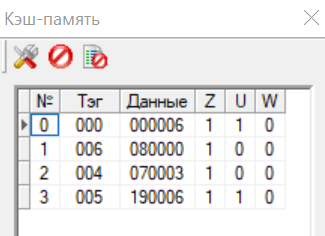 Кэш-память
№ Тэг Данные Z U W
0 000 000006 1 1 0
1 006 080000 1 0 0
2 004 070003 1 0 0
3 005 190006 1 1 0